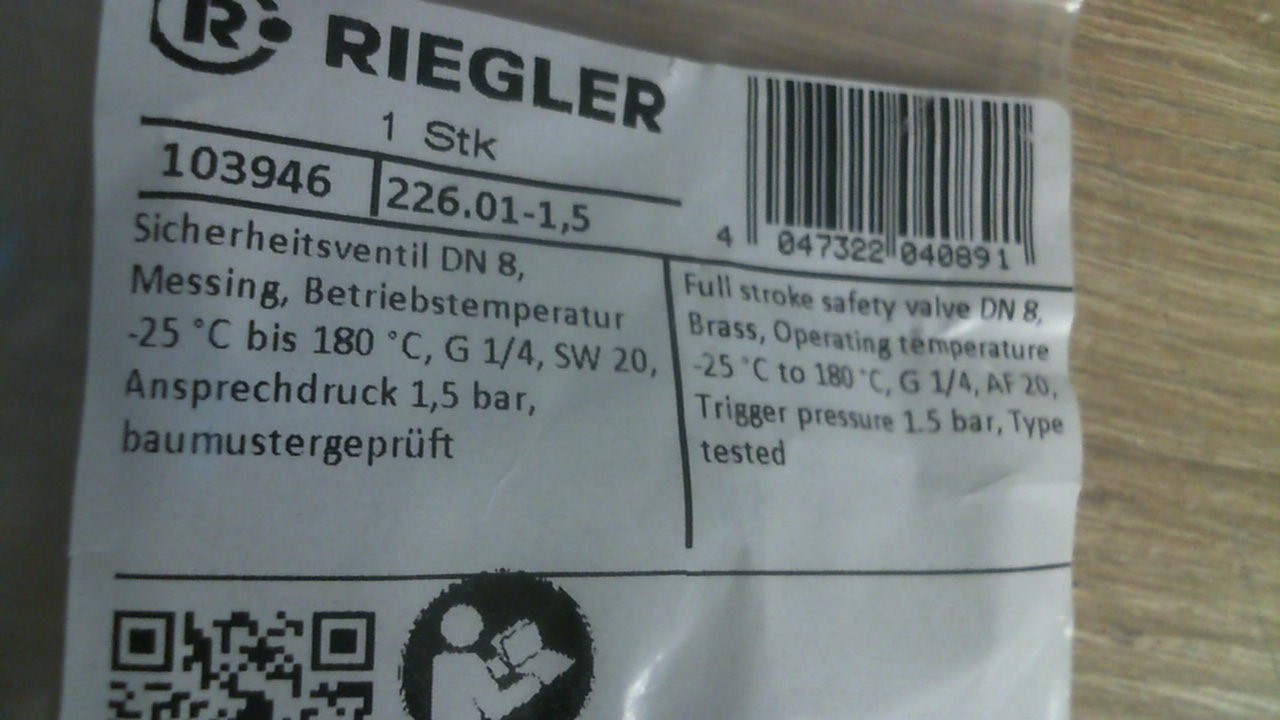 R
RIEGLER
1 Stk
103946
226.01-1,5
4 047322 040891
Sicherheitsventil DN 8,
Messing, Betriebstemperatur
-25 °C bis 180 °C, G 1/4, SW 20,
Ansprechdruck 1,5 bar,
baumustergeprüft
Full stroke safety valve DN 8,
Brass, Operating temperature
-25 °C to 180 °C, G 1/4, AF 20,
Trigger pressure 1.5 bar, Type
tested